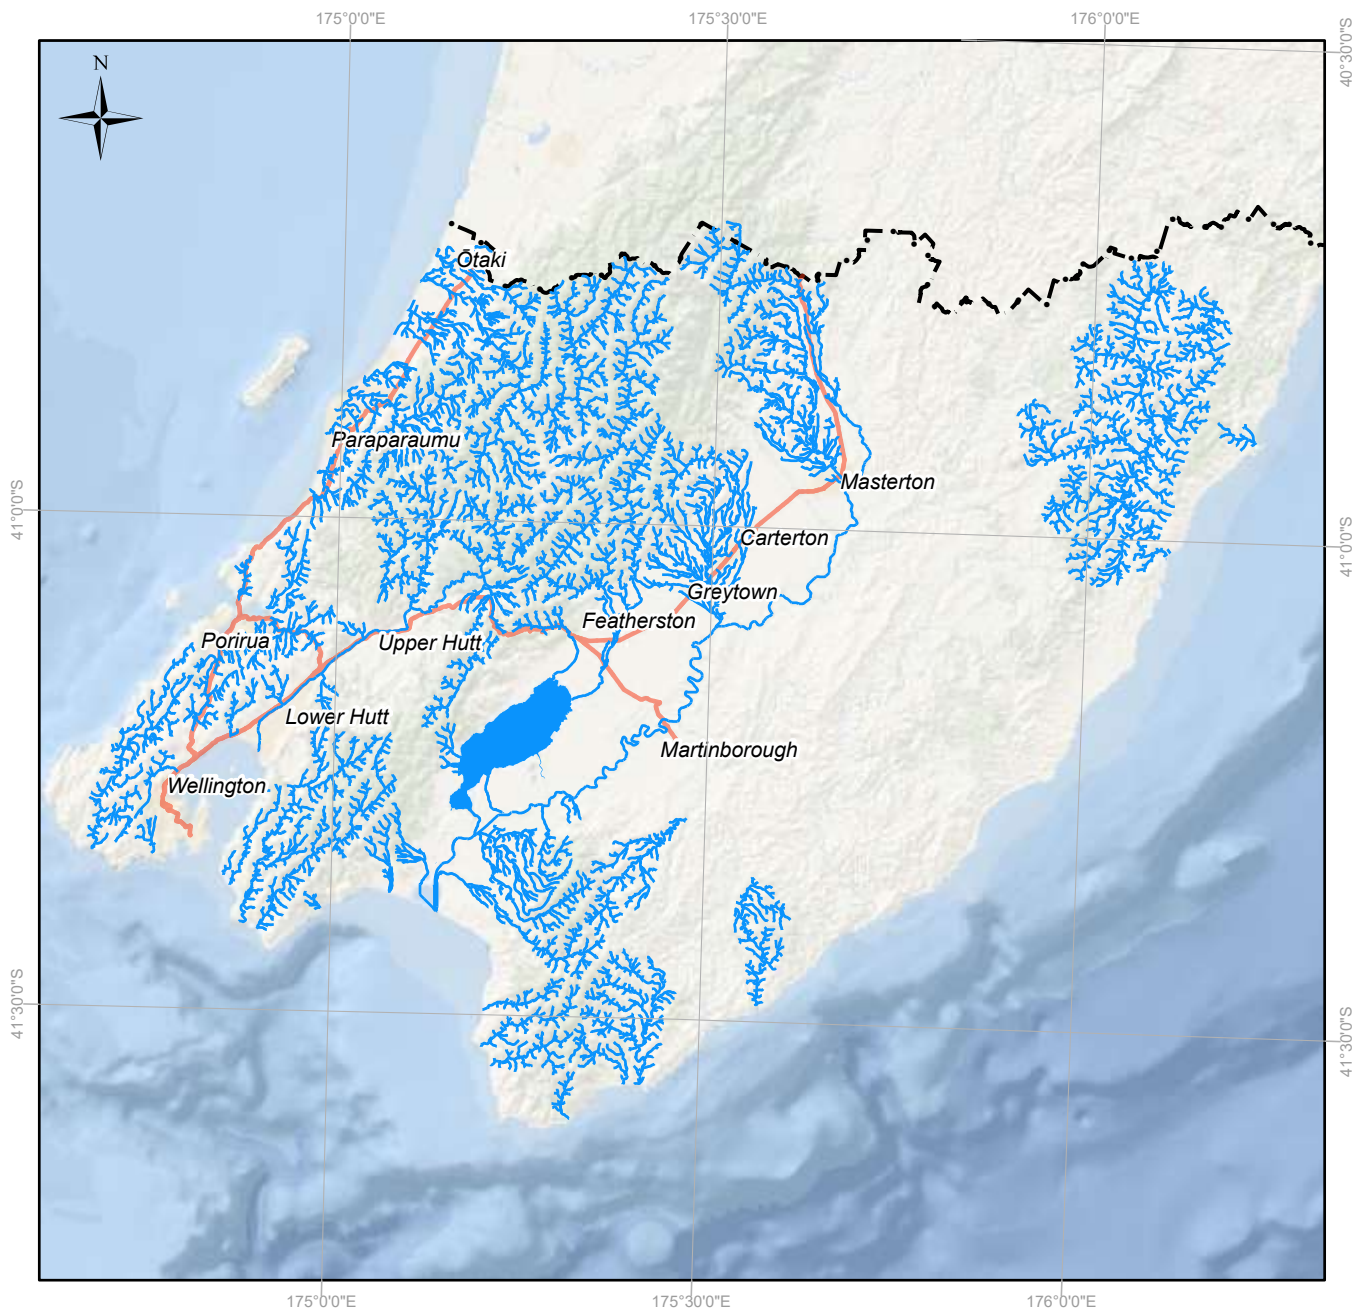 175°0'0"E
175°30'0"E
176°0'0"E
40°30'0"S
N
Ōtaki
Paraparaumu
Masterton
41°0'0"S
Carterton
41°0'0"S
Greytown
Featherston
Porirua
Upper Hutt
Lower Hutt
Martinborough
Wellington
41°30'0"S
41°30'0"S
175°0'0"E
175°30'0"E
176°0'0"E